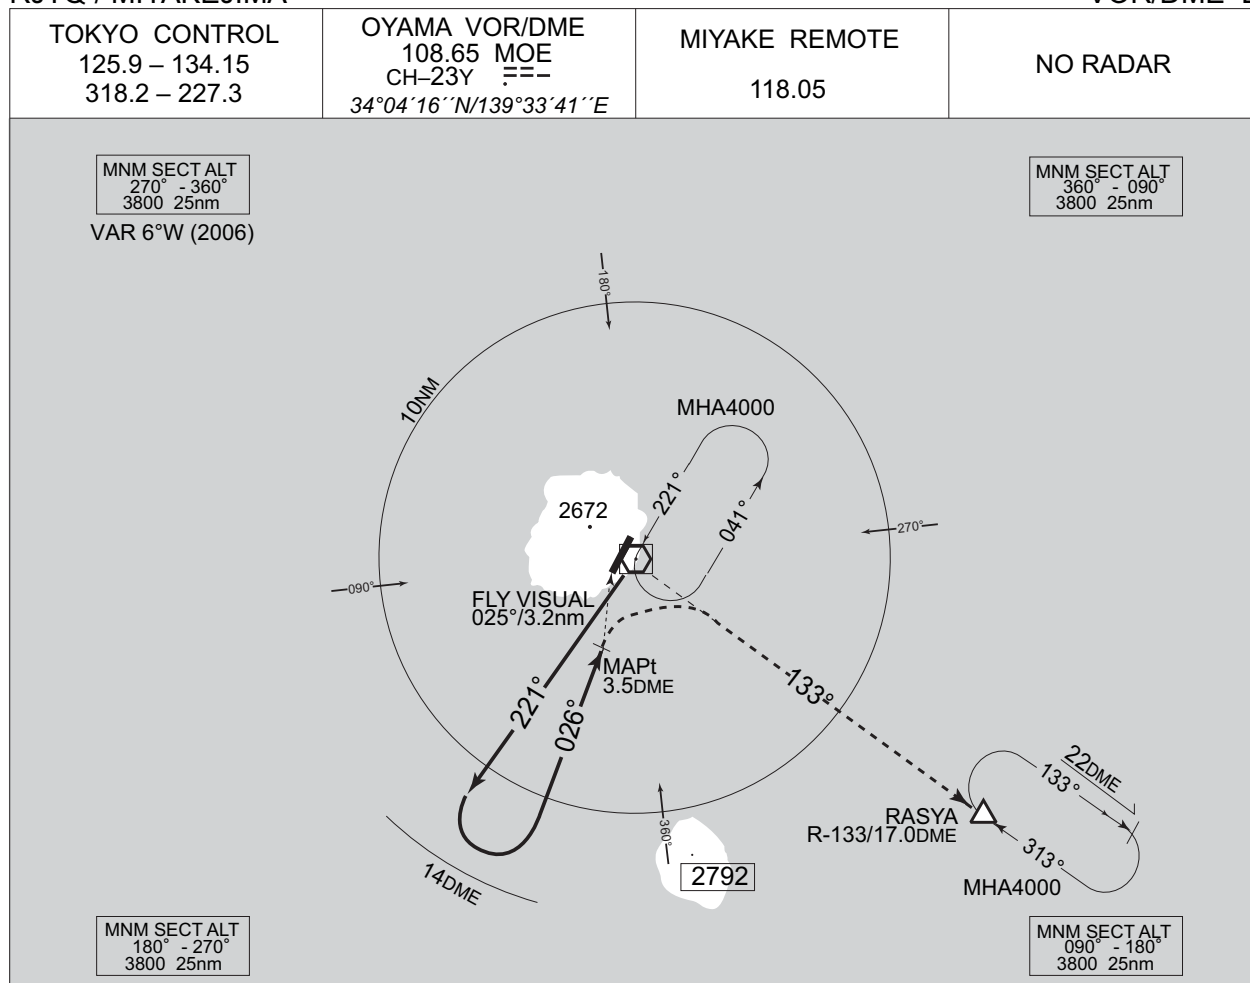 TOKYO CONTROL
125.9 – 134.15
318.2 – 227.3
OYAMA VOR/DME
108.65 MOE
CH–23Y
34°04´16´´N/139°33´41´´E
MIYAKE REMOTE
118.05
NO RADAR
MNM SECT ALT
270° - 360°
3800 25nm
VAR 6°W (2006)
MNM SECT ALT
360° - 090°
3800 25nm
180°
10NM
MHA4000
221°
041°
2672
270°
090°
FLY VISUAL
025°/3.2nm
MAPt
3.5DME
221°
026°
133°
22DME
133°
RASYA
R-133/17.0DME
313°
MHA4000
360°
2792
14DME
MNM SECT ALT
180° - 270°
3800 25nm
MNM SECT ALT
090° - 180°
3800 25nm